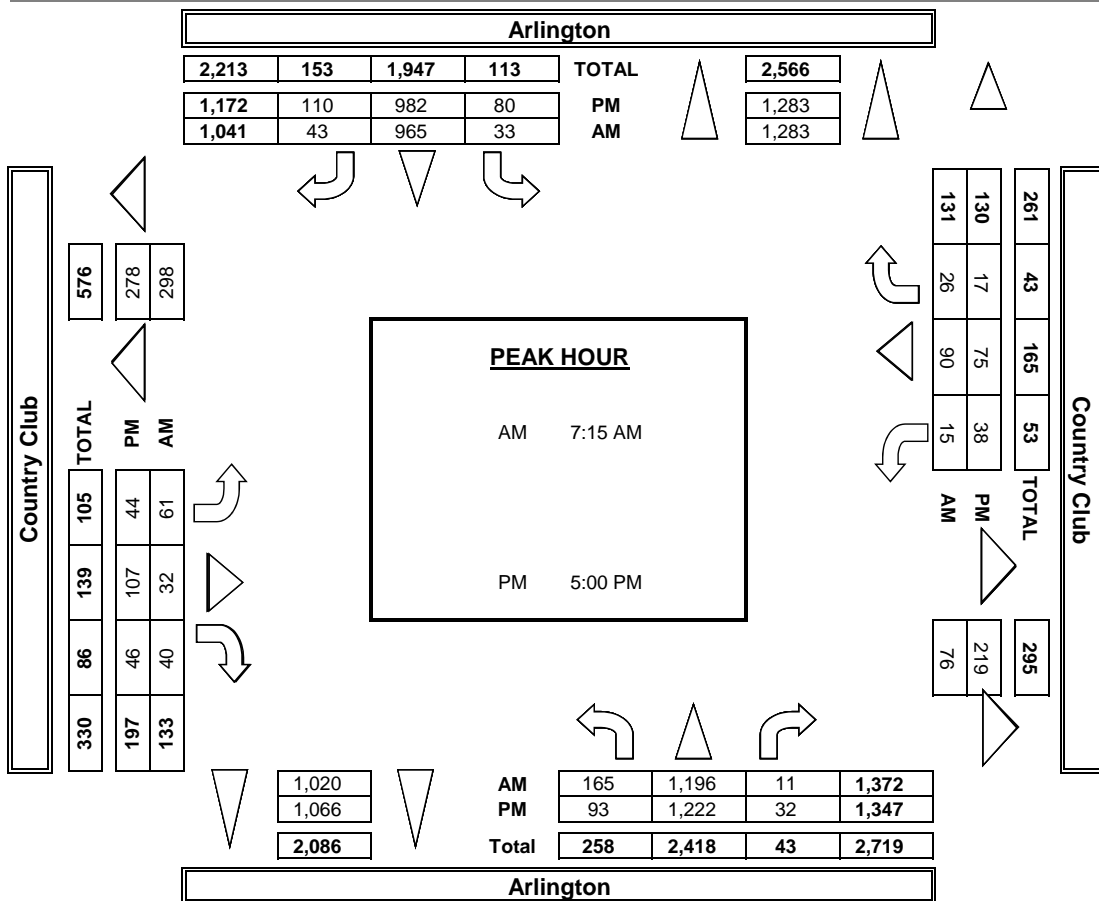 Arlington
2,213 153 1,947 113 TOTAL 2,566
1,172 110 982 80 PM 1,283
1,041 43 965 33 AM 1,283
Country Club
576 278 298
TOTAL PM AM
105 44 61
139 107 32
86 46 40
330 197 133
PEAK HOUR
AM 7:15 AM
PM 5:00 PM
131 130 261
26 17 43
90 75 165
15 38 53
AM PM TOTAL
76 219 295
Country Club
1,020 AM 165 1,196 11 1,372
1,066 PM 93 1,222 32 1,347
2,086 Total 258 2,418 43 2,719
Arlington